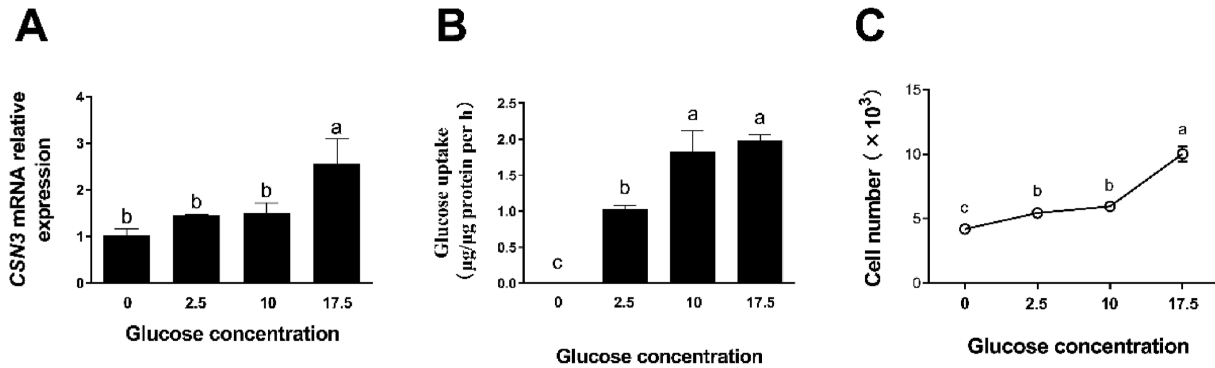 A
CSN3 mRNA relative
expression
4
3
2
1
0
b
b
b
a
0
2.5
10
17.5
Glucose concentration
B
Glucose uptake
(μg/μg protein per h)
2.5
2.0
1.5
1.0
0.5
0.0
c
b
a
a
0
2.5
10
17.5
Glucose concentration
C
Cell number (×10³)
15
10
5
0
c
b
b
a
0
2.5
10
17.5
Glucose concentration